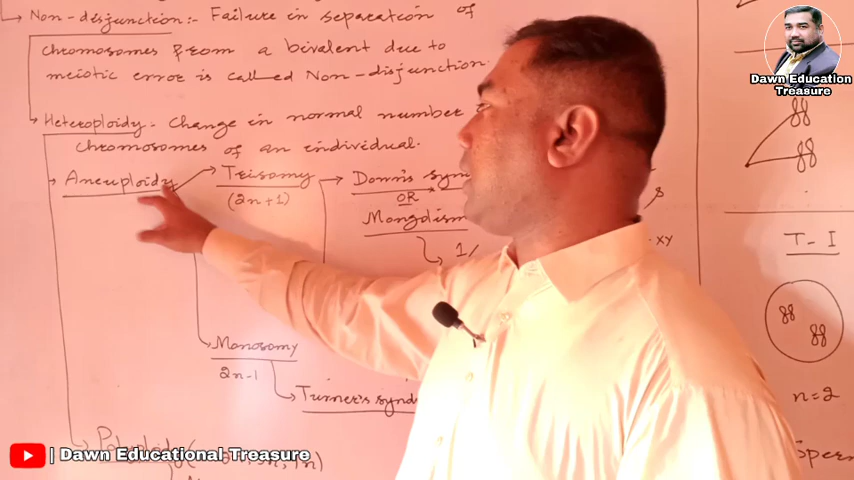 Non-disjunction:- Failure in separation of
chromosomes from a bivalent due to
meiotic error is called Non-disjunction.
Heteroploidy- Change in normal number
chromosomes of an individual.
Aneuploidy
Trisomy
(2n+1)
Down's
OR
Mongolism
XY
Monosomy
2n-1
Turner's
T-I
n=2
Dawn Education
Treasure
| Dawn Educational Treasure